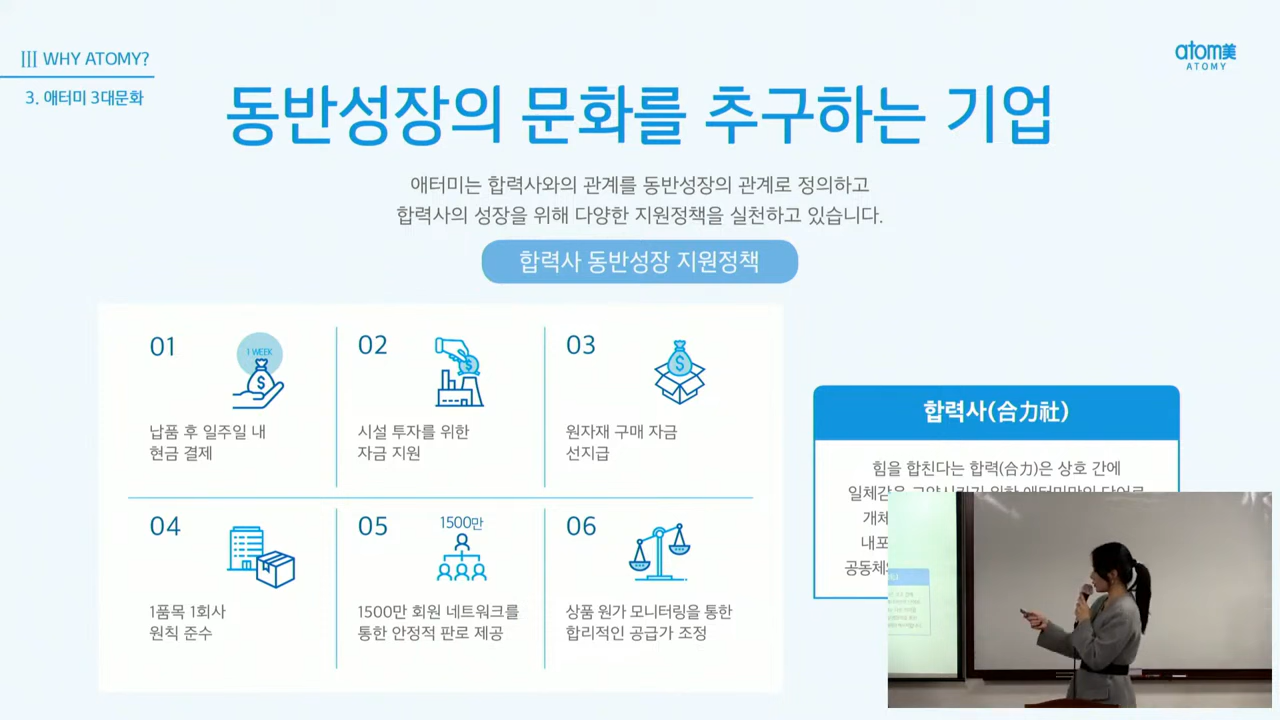 III WHY ATOMY?
3. 애터미 3대문화
atom美
ATOMY
동반성장의 문화를 추구하는 기업
애터미는 합력사와의 관계를 동반성장의 관계로 정의하고
합력사의 성장을 위해 다양한 지원정책을 실천하고 있습니다.
합력사 동반성장 지원정책
01
1 WEEK
납품 후 일주일 내
현금 결제
02
시설 투자를 위한
자금 지원
03
원자재 구매 자금
선지급
04
1품목 1회사
원칙 준수
05
1500만
1500만 회원 네트워크를
통한 안정적 판로 제공
06
상품 원가 모니터링을 통한
합리적인 공급가 조정
합력사(合力社)
힘을 합친다는 합력(合力)은 상호 간에
일체감을
개체
내포